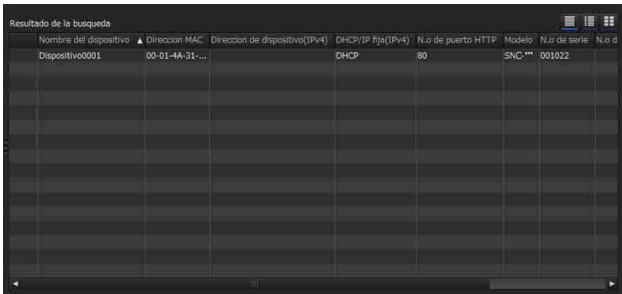 Resultado de la busqueda
Nombre del dispositivo ▲ Direccion MAC Direccion de dispositivo(IPv4) DHCP/IP fija(IPv4) N.o de puerto HTTP Modelo N.o de serie N.o d
Dispositivo0001 00-01-4A-31-... DHCP 80 SNC-*** 001022